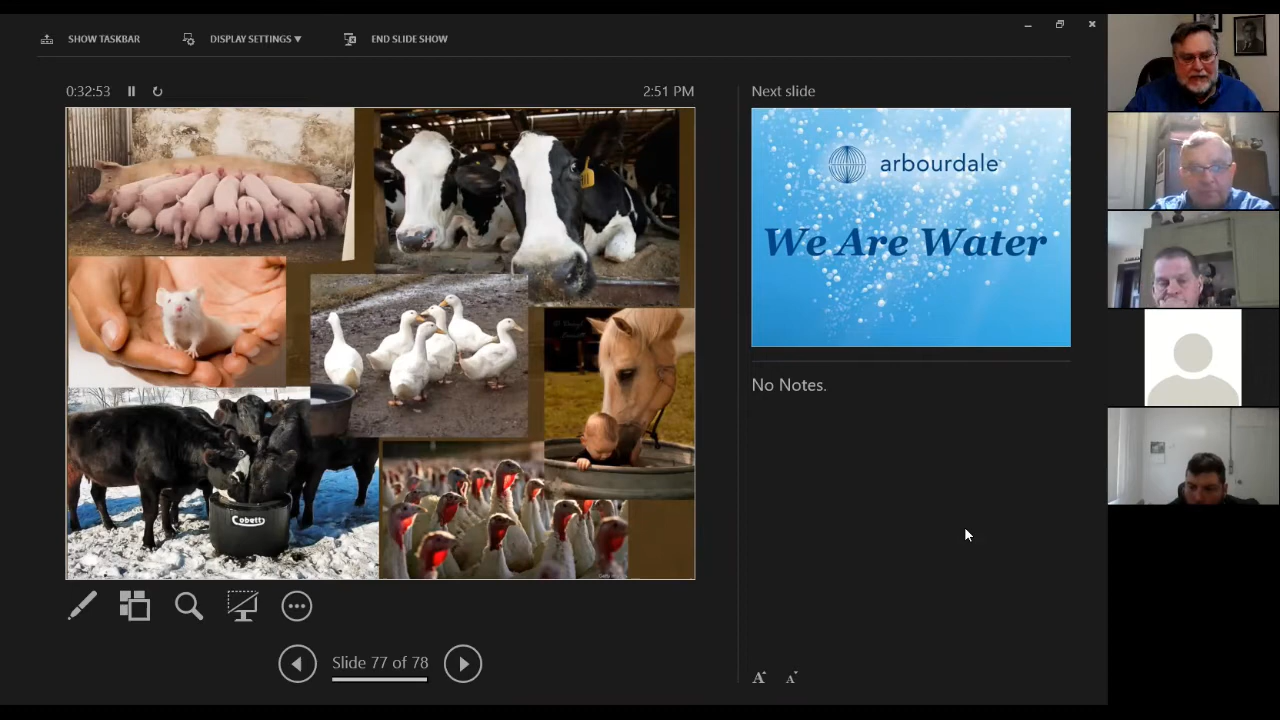 SHOW TASKBAR
DISPLAY SETTINGS ▼
END SLIDE SHOW
0:32:53
2:51 PM
Next slide
arbourdale
We Are Water
No Notes.
Cobett
Slide 77 of 78
A
A